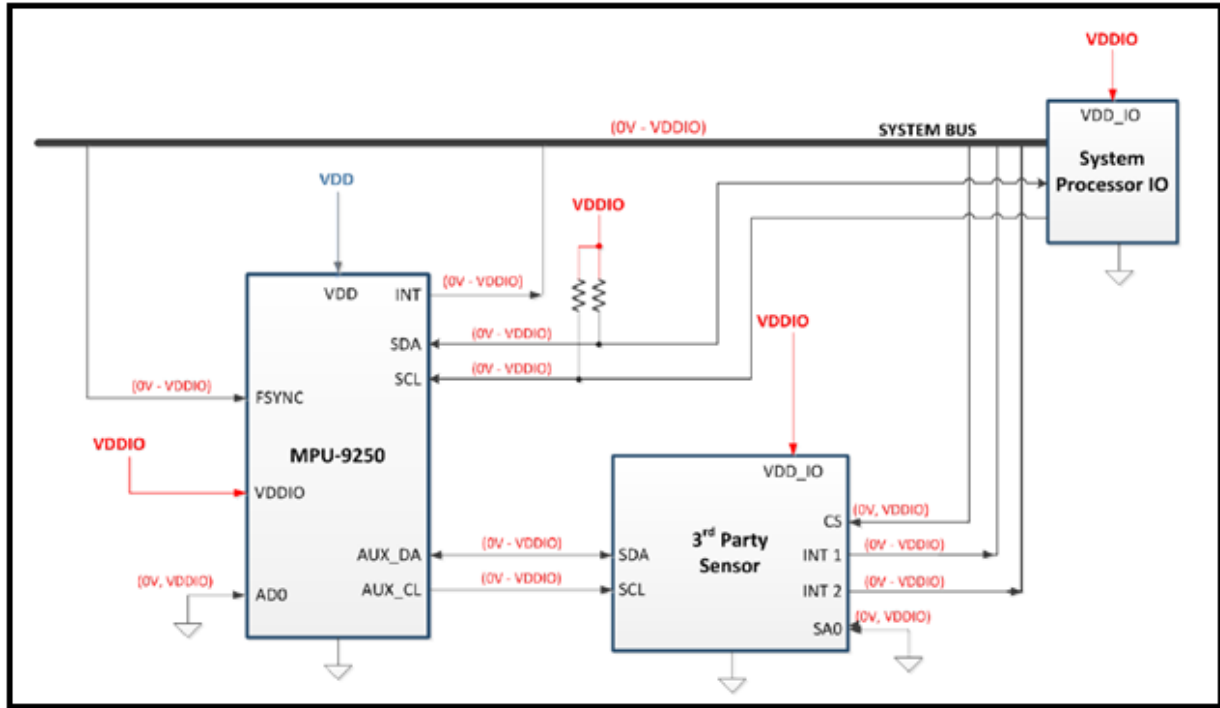 VDDIO
VDD_IO
System
Processor IO
(0V - VDDIO)
SYSTEM BUS
VDD
VDDIO
VDD
INT
(0V - VDDIO)
SDA
(0V - VDDIO)
SCL
(0V - VDDIO)
(0V - VDDIO)
FSYNC
VDDIO
MPU-9250
VDDIO
VDDIO
VDD_IO
CS
(0V, VDDIO)
3rd Party
Sensor
AUX_DA
(0V - VDDIO)
SDA
INT 1
(0V - VDDIO)
AUX_CL
(0V - VDDIO)
SCL
INT 2
(0V - VDDIO)
(0V, VDDIO)
AD0
SA0
(0V, VDDIO)